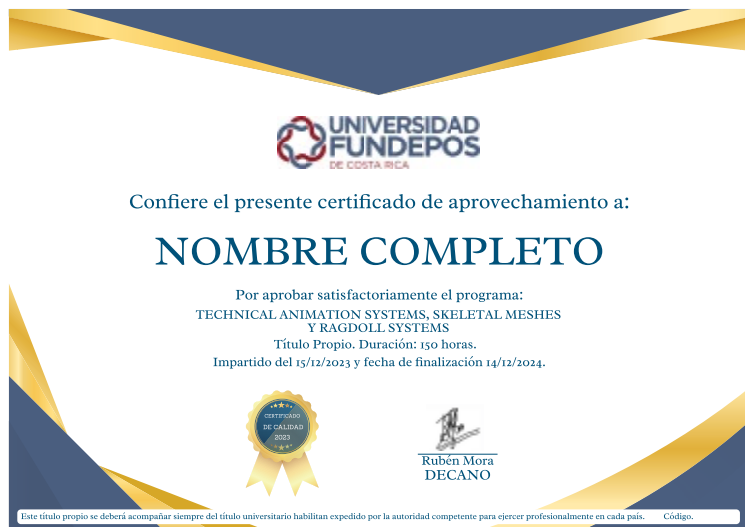 UNIVERSIDAD
FUNDEPOS
DE COSTA RICA
Confiere el presente certificado de aprovechamiento a:
NOMBRE COMPLETO
Por aprobar satisfactoriamente el programa:
TECHNICAL ANIMATION SYSTEMS, SKELETAL MESHES
Y RAGDOLL SYSTEMS
Título Propio. Duración: 150 horas.
Impartido del 15/12/2023 y fecha de finalización 14/12/2024.
CERTIFICADO
DE CALIDAD
2023
Rubén Mora
DECANO
Este título propio se deberá acompañar siempre del título universitario habilitan expedido por la autoridad competente para ejercer profesionalmente en cada país. Código.